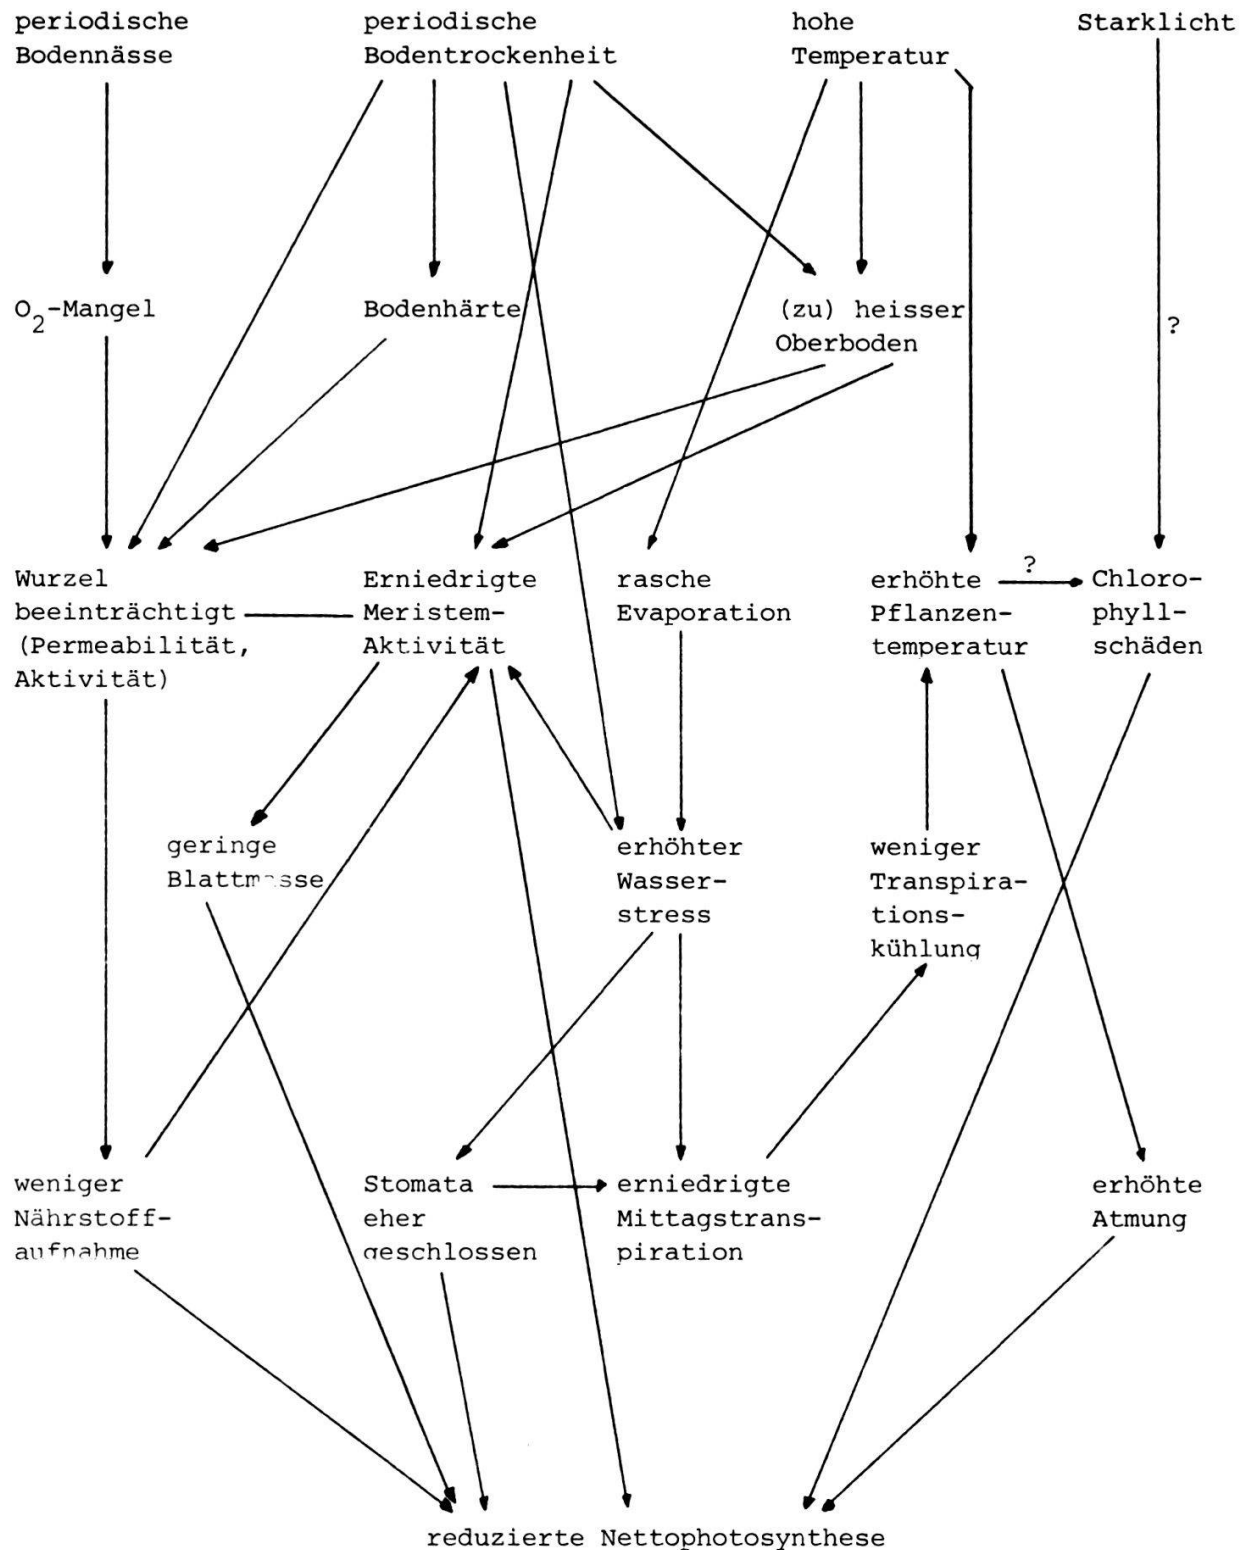 periodische
Bodennässe
periodische
Bodentrockenheit
hohe
Temperatur
Starklicht
O2-Mangel
Bodenhärte
(zu) heisser
Oberboden
?
Wurzel
beeinträchtigt
(Permeabilität,
Aktivität)
Erniedrigte
Meristem-
Aktivität
rasche
Evaporation
erhöhte
Pflanzen-
temperatur
?
Chloro-
phyll-
schäden
geringe
Blattmasse
erhöhter
Wasser-
stress
weniger
Transpira-
tions-
kühlung
weniger
Nährstoff-
aufnahme
Stomata
eher
geschlossen
erniedrigte
Mittagstrans-
piration
erhöhte
Atmung
reduzierte Nettophotosynthese